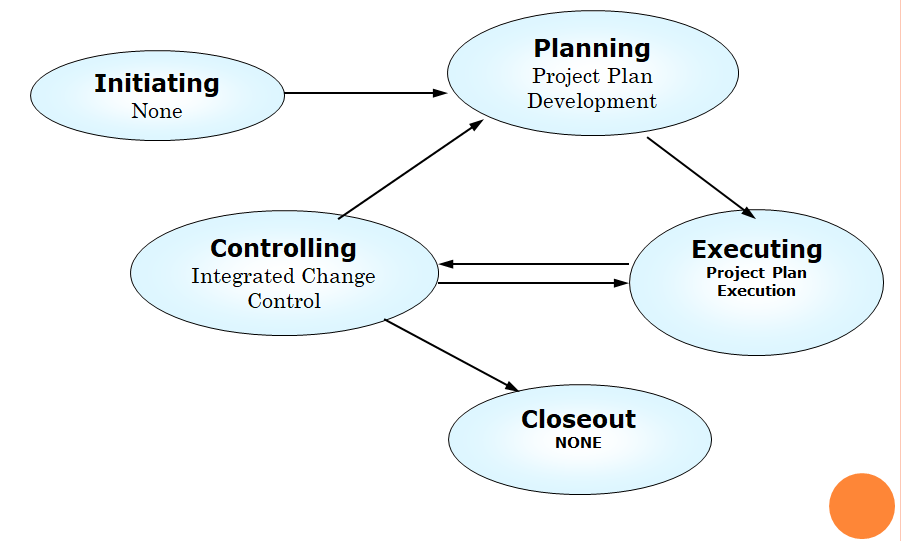 Initiating
None
Planning
Project Plan
Development
Controlling
Integrated Change
Control
Executing
Project Plan
Execution
Closeout
NONE